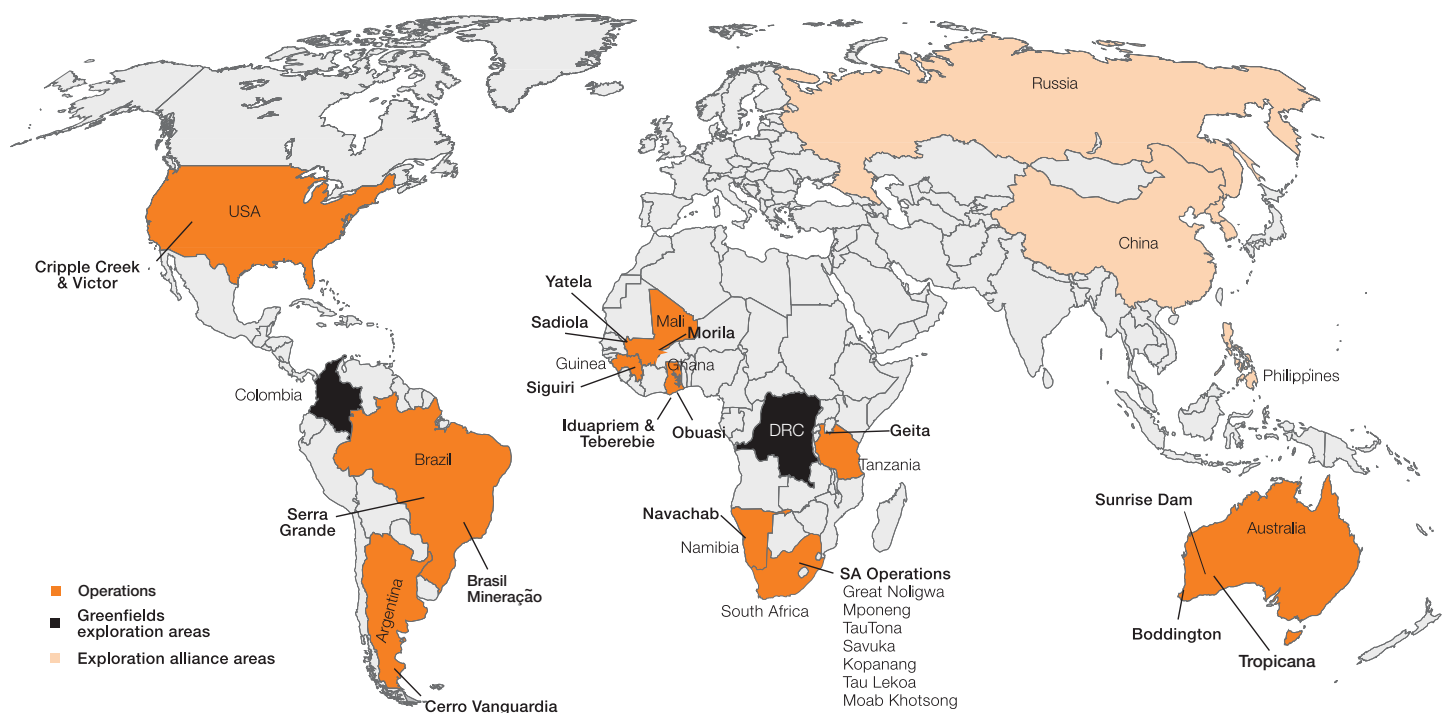 Russia
USA
China
Cripple Creek
& Victor
Yatela
Sadiola
Mali
Morila
Guinea
Ghana
Siguiri
Philippines
Colombia
Iduapriem &
Teberebie
Obuasi
DRC
Geita
Tanzania
Brazil
Serra
Grande
Navachab
Namibia
Sunrise Dam
Australia
Brasil
Mineração
Argentina
SA Operations
South Africa
Great Noligwa
Mponeng
TauTona
Savuka
Kopanang
Tau Lekoa
Moab Khotsong
Boddington
Tropicana
Operations
Greenfields
exploration areas
Exploration alliance areas
Cerro Vanguardia